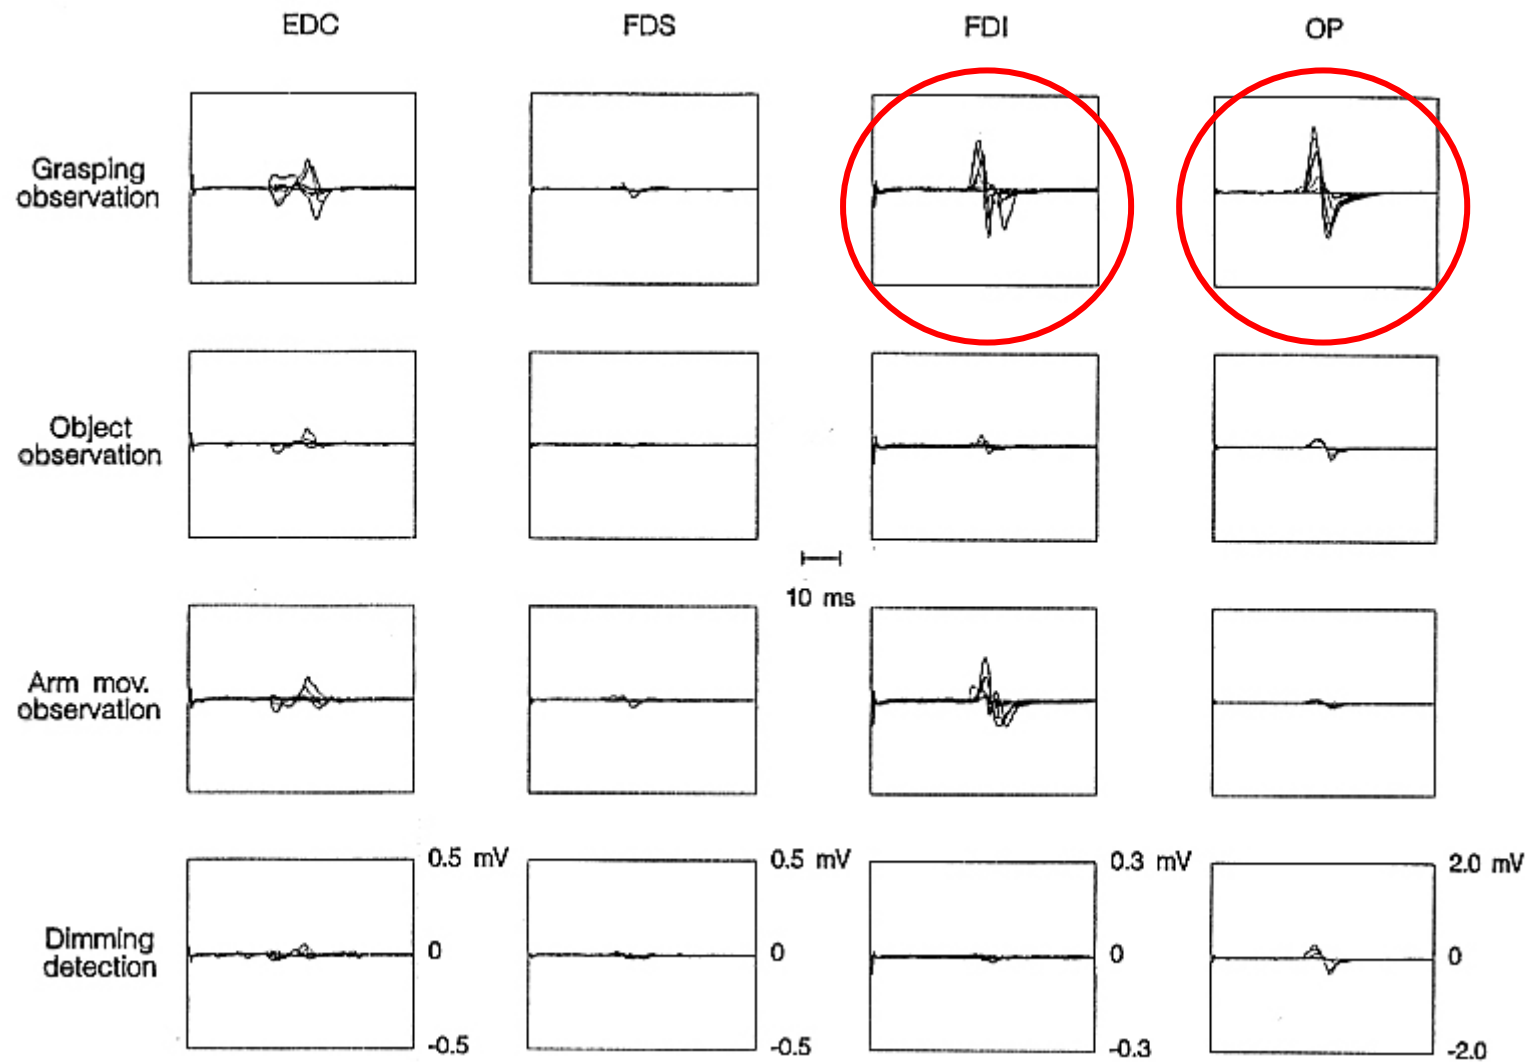 EDC FDS FDI OP
Grasping
observation
Object
observation
10 ms
Arm mov.
observation
0.5 mV 0.5 mV 0.3 mV 2.0 mV
Dimming
detection
0 0 0 0
-0.5 -0.5 -0.3 -2.0